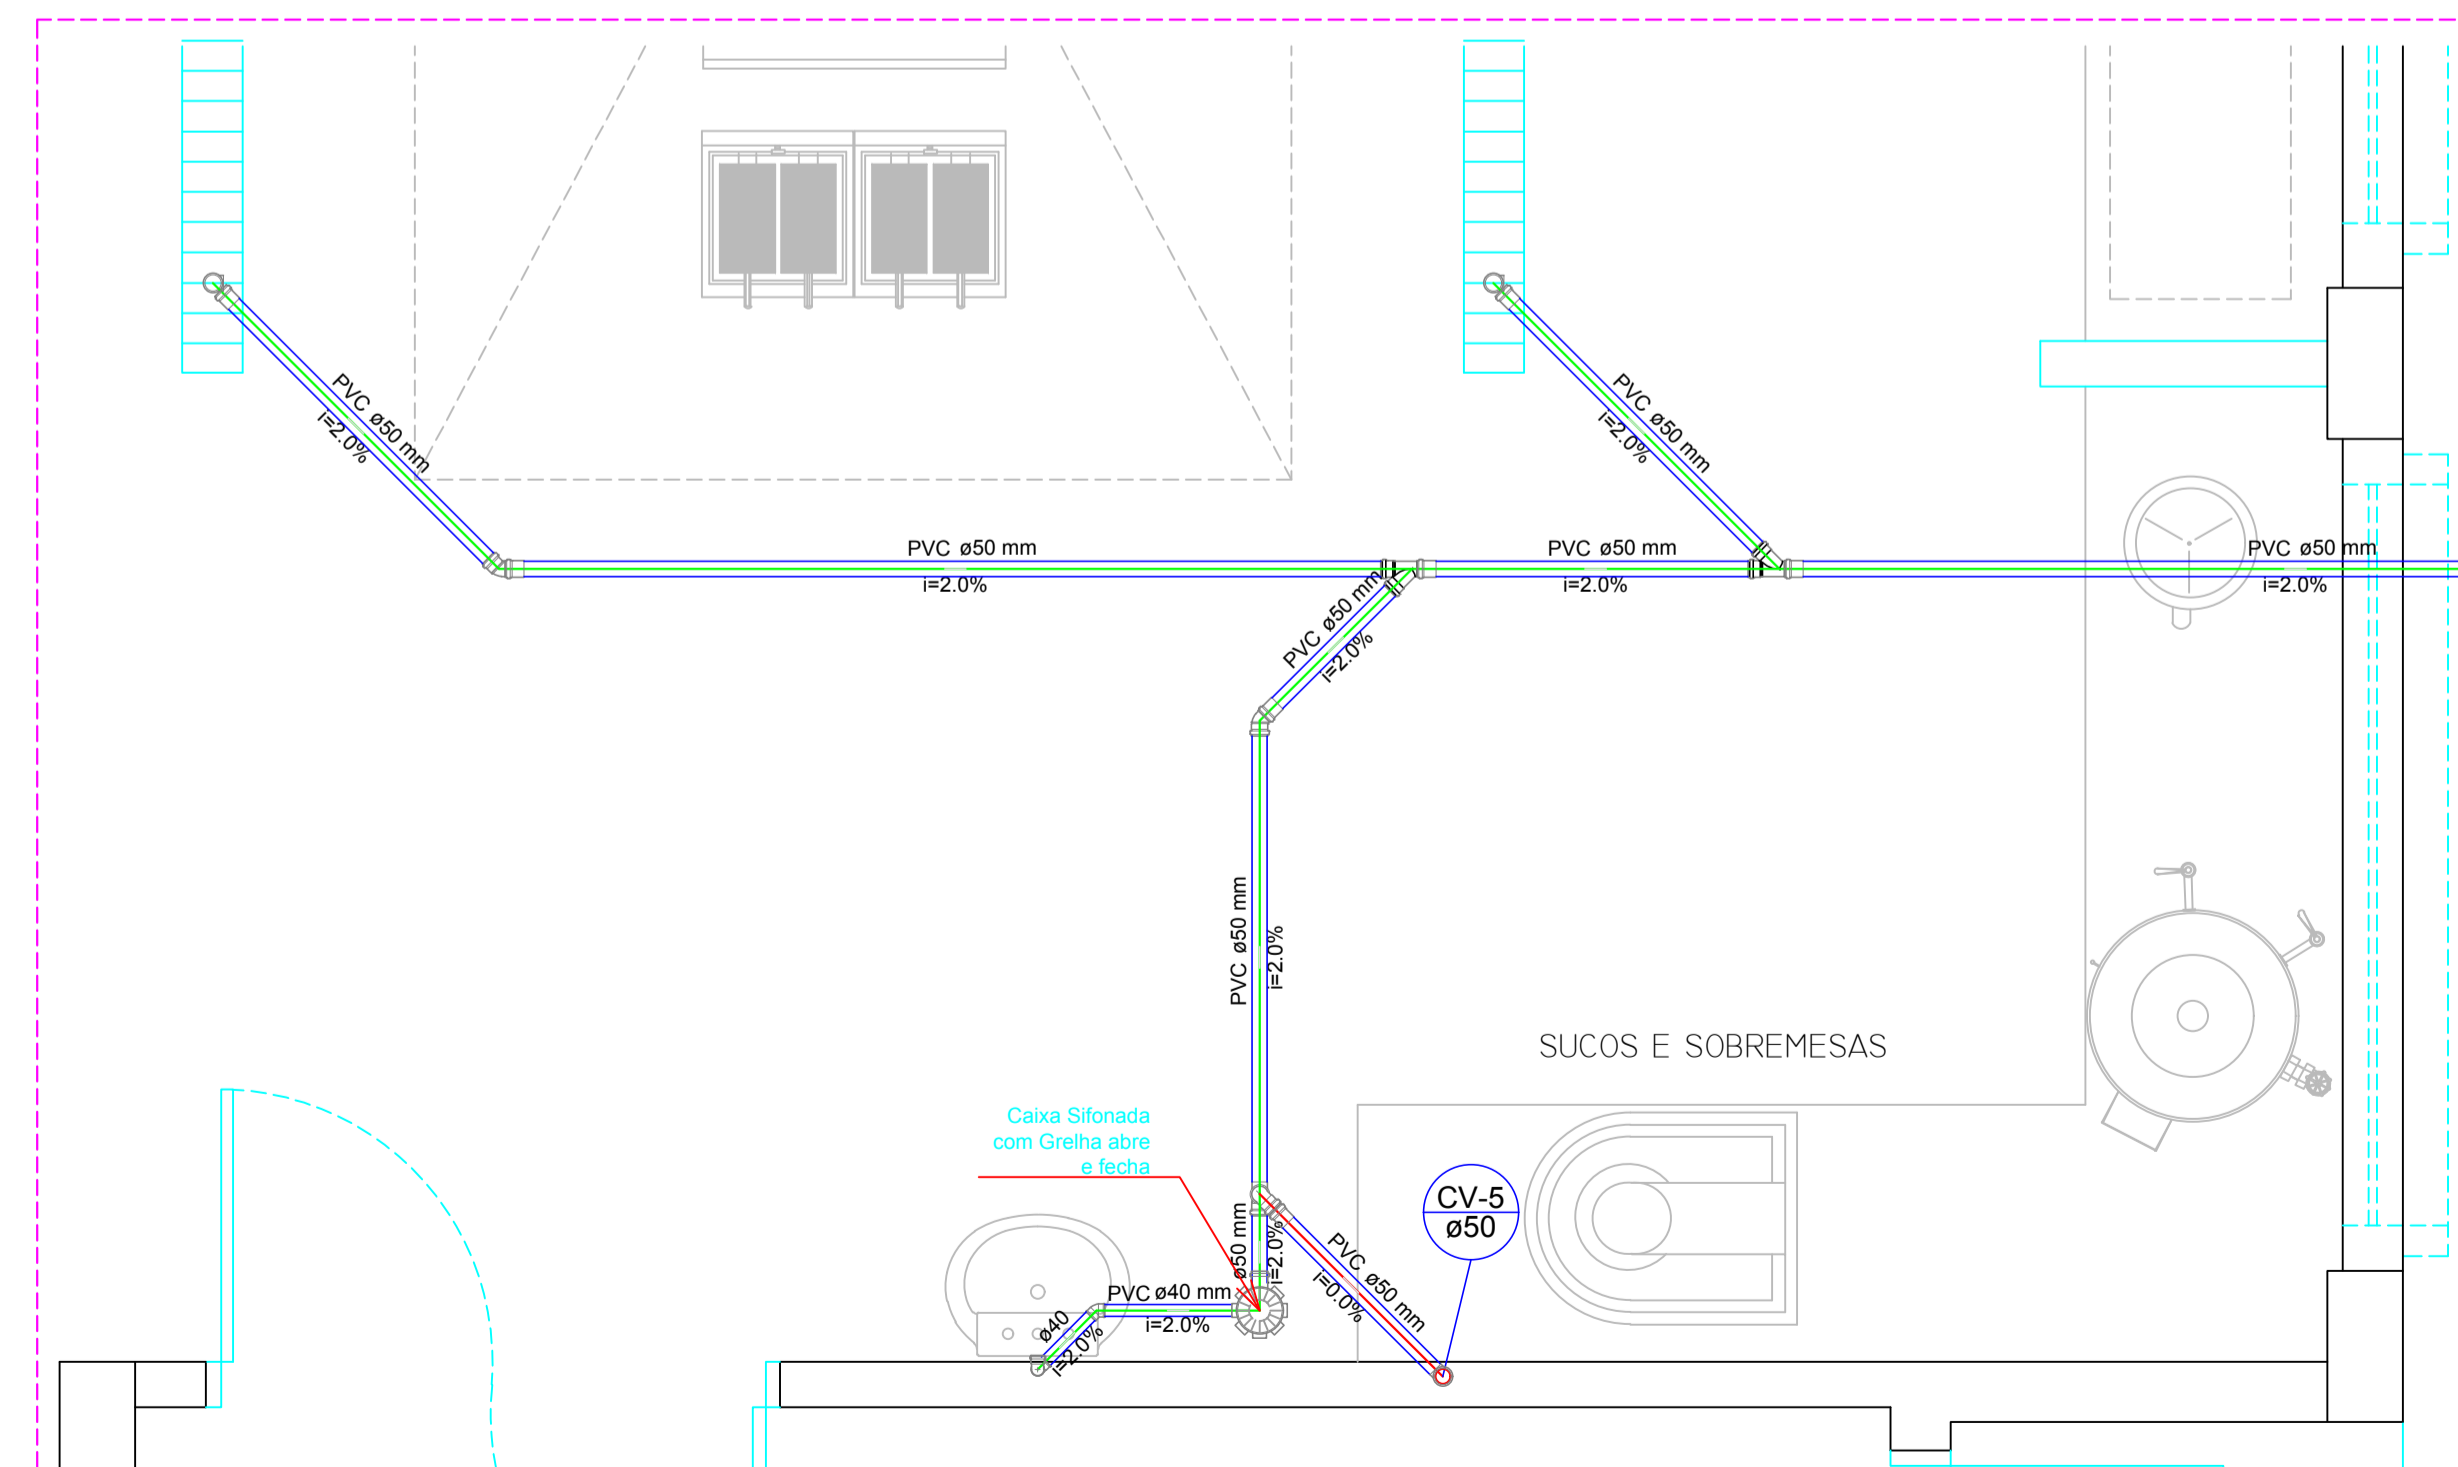 PVC ø50 mm
i=2.0%
PVC ø50 mm
i=2.0%
PVC ø50 mm
i=2.0%
PVC ø50 mm
i=2.0%
PVC ø50 mm
i=2.0%
PVC ø50 mm
i=2.0%
PVC ø50 mm
i=2.0%
SUCOS E SOBREMESAS
Caixa Sifonada
com Grelha abre
e fecha
CV-5
ø50
ø50 mm
i=2.0%
PVC ø50 mm
i=0.0%
PVC ø40 mm
i=2.0%
ø40
i=2.0%